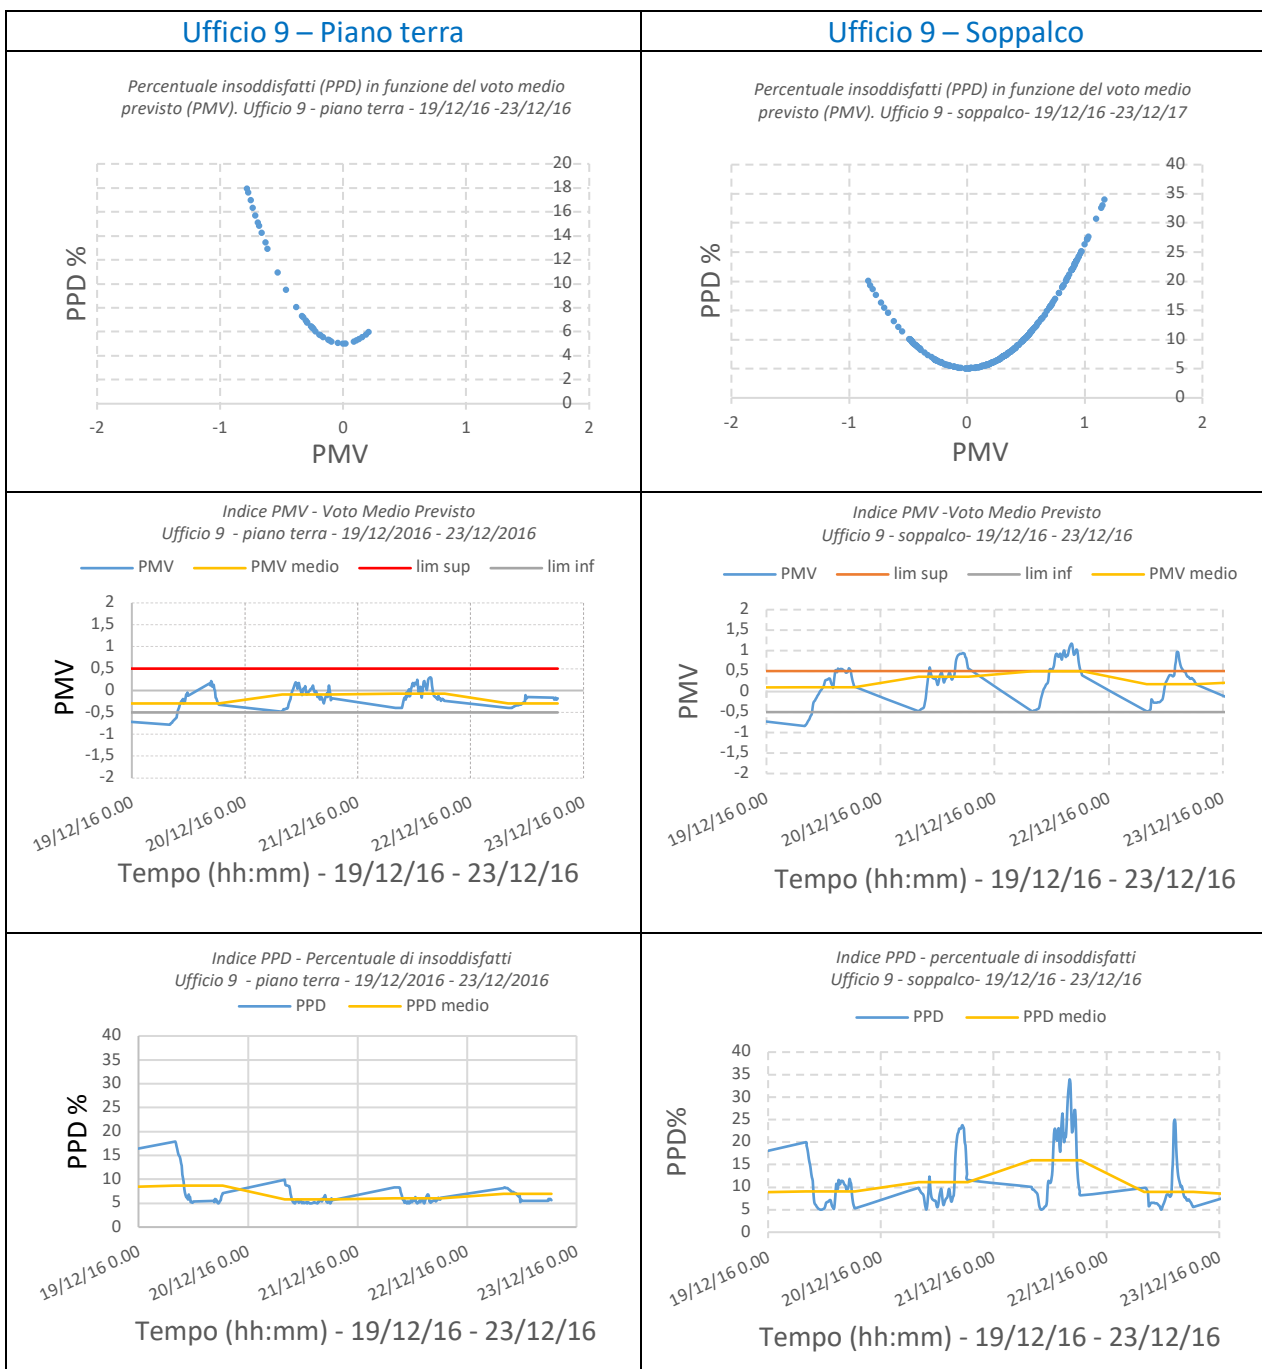 Ufficio 9 – Piano terra
Ufficio 9 – Soppalco
Percentuale insoddisfatti (PPD) in funzione del voto medio
previsto (PMV). Ufficio 9 - piano terra - 19/12/16 -23/12/16
20
18
16
14
12
10
8
6
4
2
0
-2
-1
0
1
2
PPD %
PMV
Percentuale insoddisfatti (PPD) in funzione del voto medio
previsto (PMV). Ufficio 9 - soppalco- 19/12/16 -23/12/17
40
35
30
25
20
15
10
5
0
-2
-1
0
1
2
PPD %
PMV
Indice PMV - Voto Medio Previsto
Ufficio 9 - piano terra - 19/12/2016 - 23/12/2016
PMV PMV medio lim sup lim inf
2
1,5
1
0,5
0
-0,5
-1
-1,5
-2
PMV
19/12/16 0.00
20/12/16 0.00
21/12/16 0.00
22/12/16 0.00
23/12/16 0.00
Tempo (hh:mm) - 19/12/16 - 23/12/16
Indice PMV -Voto Medio Previsto
Ufficio 9 - soppalco- 19/12/16 - 23/12/16
PMV lim sup lim inf PMV medio
2
1,5
1
0,5
0
-0,5
-1
-1,5
-2
PMV
19/12/16 0.00
20/12/16 0.00
21/12/16 0.00
22/12/16 0.00
23/12/16 0.00
Tempo (hh:mm) - 19/12/16 - 23/12/16
Indice PPD - Percentuale di insoddisfatti
Ufficio 9 - piano terra - 19/12/2016 - 23/12/2016
PPD PPD medio
40
35
30
25
20
15
10
5
0
PPD %
19/12/16 0.00
20/12/16 0.00
21/12/16 0.00
22/12/16 0.00
23/12/16 0.00
Tempo (hh:mm) - 19/12/16 - 23/12/16
Indice PPD - percentuale di insoddisfatti
Ufficio 9 - soppalco- 19/12/16 - 23/12/16
PPD PPD medio
40
35
30
25
20
15
10
5
0
PPD%
19/12/16 0.00
20/12/16 0.00
21/12/16 0.00
22/12/16 0.00
23/12/16 0.00
Tempo (hh:mm) - 19/12/16 - 23/12/16